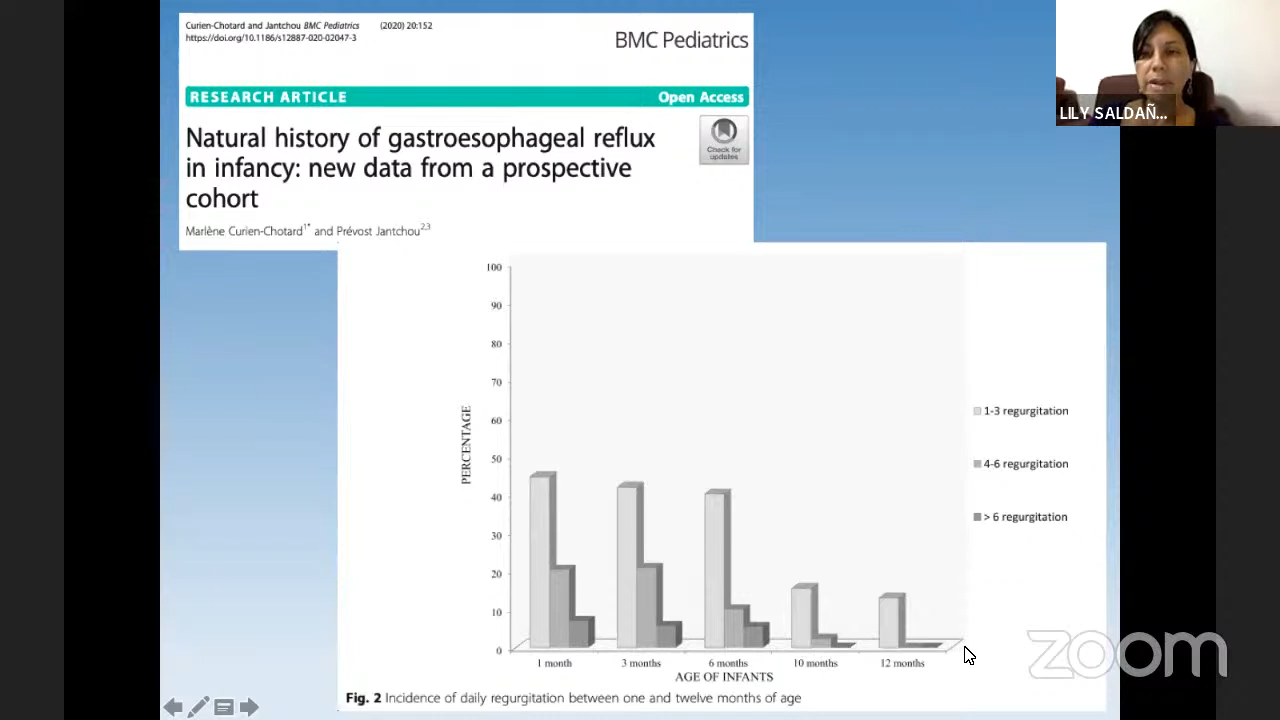 Curien-Chotard and Jantchou BMC Pediatrics (2020) 20:152
https://doi.org/10.1186/s12887-020-02047-3
BMC Pediatrics
RESEARCH ARTICLE Open Access
Natural history of gastroesophageal reflux
in infancy: new data from a prospective
cohort
Check for
updates
Marlène Curien-Chotard1* and Prévost Jantchou2,3
LILY SALDAÑ...
100
90
80
70
60
50
40
30
20
10
0
PERCENTAGE
1 month 3 months 6 months 10 months 12 months
AGE OF INFANTS
1-3 regurgitation
4-6 regurgitation
> 6 regurgitation
Fig. 2 Incidence of daily regurgitation between one and twelve months of age
zoom